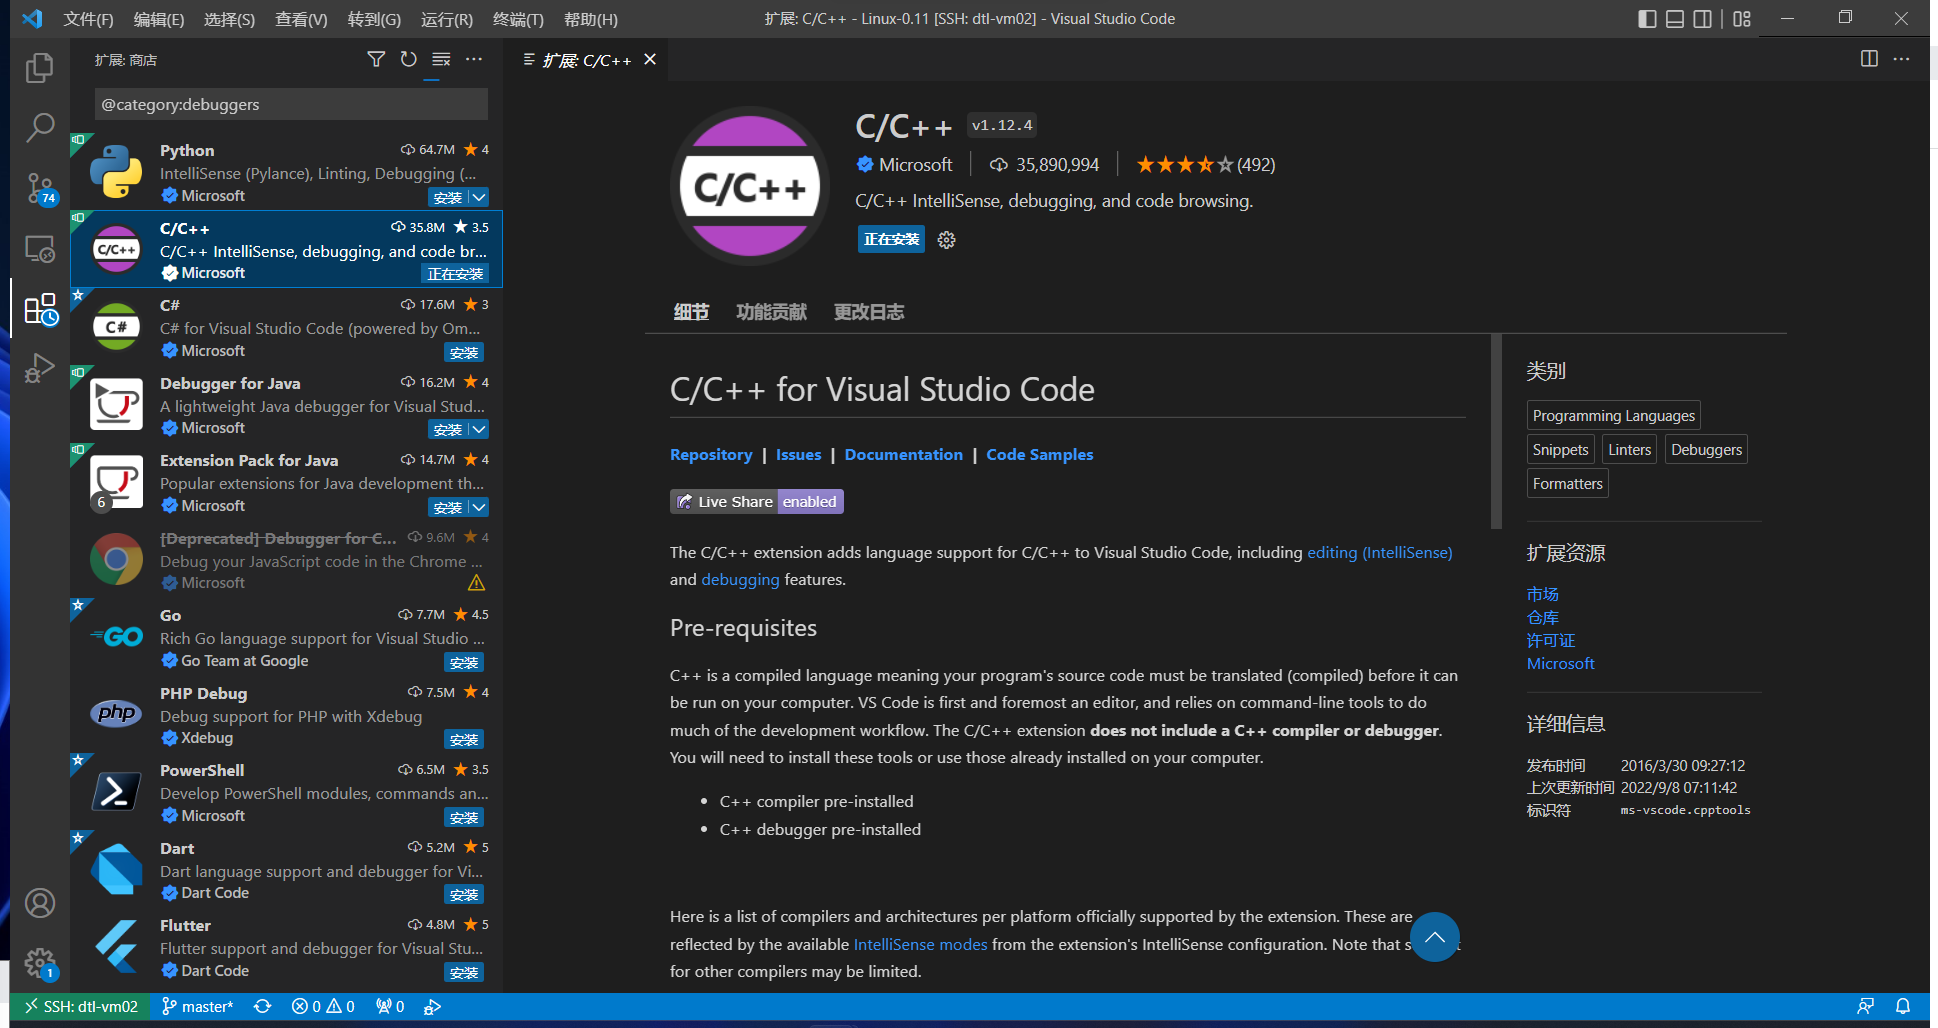 文件(F) 编辑(E) 选择(S) 查看(V) 转到(G) 运行(R) 终端(T) 帮助(H)
扩展: C/C++ - Linux-0.11 [SSH: dtl-vm02] - Visual Studio Code
扩展: 商店
@category:debuggers
74
1
Python 64.7M 4
IntelliSense (Pylance), Linting, Debugging (...
Microsoft 安装
C/C++ 35.8M 3.5
C/C++ IntelliSense, debugging, and code br...
Microsoft 正在安装
C/C++
C# 17.6M 3
C# for Visual Studio Code (powered by Om...
Microsoft 安装
C#
Debugger for Java 16.2M 4
A lightweight Java debugger for Visual Stud...
Microsoft 安装
Extension Pack for Java 14.7M 4
Popular extensions for Java development th...
Microsoft 安装
6
[Deprecated] Debugger for C... 9.6M 4
Debug your JavaScript code in the Chrome ...
Microsoft
Go 7.7M 4.5
Rich Go language support for Visual Studio ...
Go Team at Google 安装
GO
PHP Debug 7.5M 4
Debug support for PHP with Xdebug
Xdebug 安装
php
PowerShell 6.5M 3.5
Develop PowerShell modules, commands an...
Microsoft 安装
Dart 5.2M 5
Dart language support and debugger for Vi...
Dart Code 安装
Flutter 4.8M 5
Flutter support and debugger for Visual Stu...
Dart Code 安装
扩展: C/C++
C/C++
C/C++ v1.12.4
Microsoft 35,890,994 (492)
C/C++ IntelliSense, debugging, and code browsing.
正在安装
细节 功能贡献 更改日志
C/C++ for Visual Studio Code
Repository | Issues | Documentation | Code Samples
Live Share enabled
The C/C++ extension adds language support for C/C++ to Visual Studio Code, including editing (IntelliSense)
and debugging features.
Pre-requisites
C++ is a compiled language meaning your program's source code must be translated (compiled) before it can
be run on your computer. VS Code is first and foremost an editor, and relies on command-line tools to do
much of the development workflow. The C/C++ extension does not include a C++ compiler or debugger.
You will need to install these tools or use those already installed on your computer.
• C++ compiler pre-installed
• C++ debugger pre-installed
Here is a list of compilers and architectures per platform officially supported by the extension. These are
reflected by the available IntelliSense modes from the extension's IntelliSense configuration. Note that
for other compilers may be limited.
类别
Programming Languages
Snippets Linters Debuggers
Formatters
扩展资源
市场
仓库
许可证
Microsoft
详细信息
发布时间 2016/3/30 09:27:12
上次更新时间 2022/9/8 07:11:42
标识符 ms-vscode.cpptools
SSH: dtl-vm02 master* 0 0 0